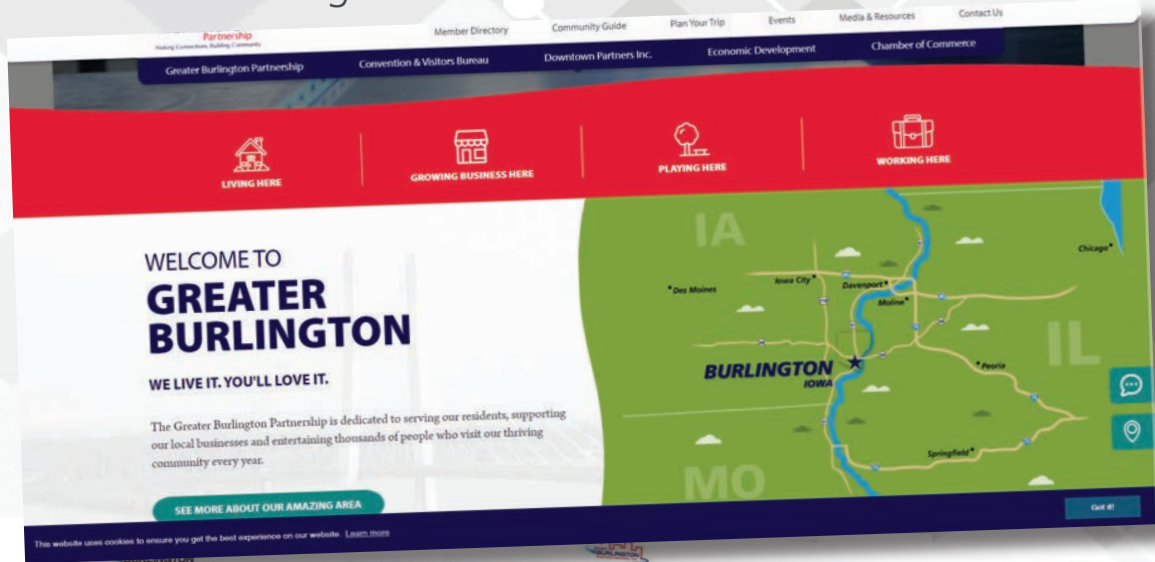 Partnership
Making Connections, Building Community
Member Directory
Community Guide
Plan Your Trip
Events
Media & Resources
Contact Us
Greater Burlington Partnership
Convention & Visitors Bureau
Downtown Partners Inc.
Economic Development
Chamber of Commerce
LIVING HERE
GROWING BUSINESS HERE
PLAYING HERE
WORKING HERE
WELCOME TO
GREATER
BURLINGTON
WE LIVE IT. YOU'LL LOVE IT.
The Greater Burlington Partnership is dedicated to serving our residents, supporting
our local businesses and entertaining thousands of people who visit our thriving
community every year.
SEE MORE ABOUT OUR AMAZING AREA
IA
Chicago
Des Moines
Iowa City
Davenport
Moline
IL
BURLINGTON
IOWA
Peoria
Springfield
MO
This website uses cookies to ensure you get the best experience on our website. Learn more
Got it!
BURLINGTON